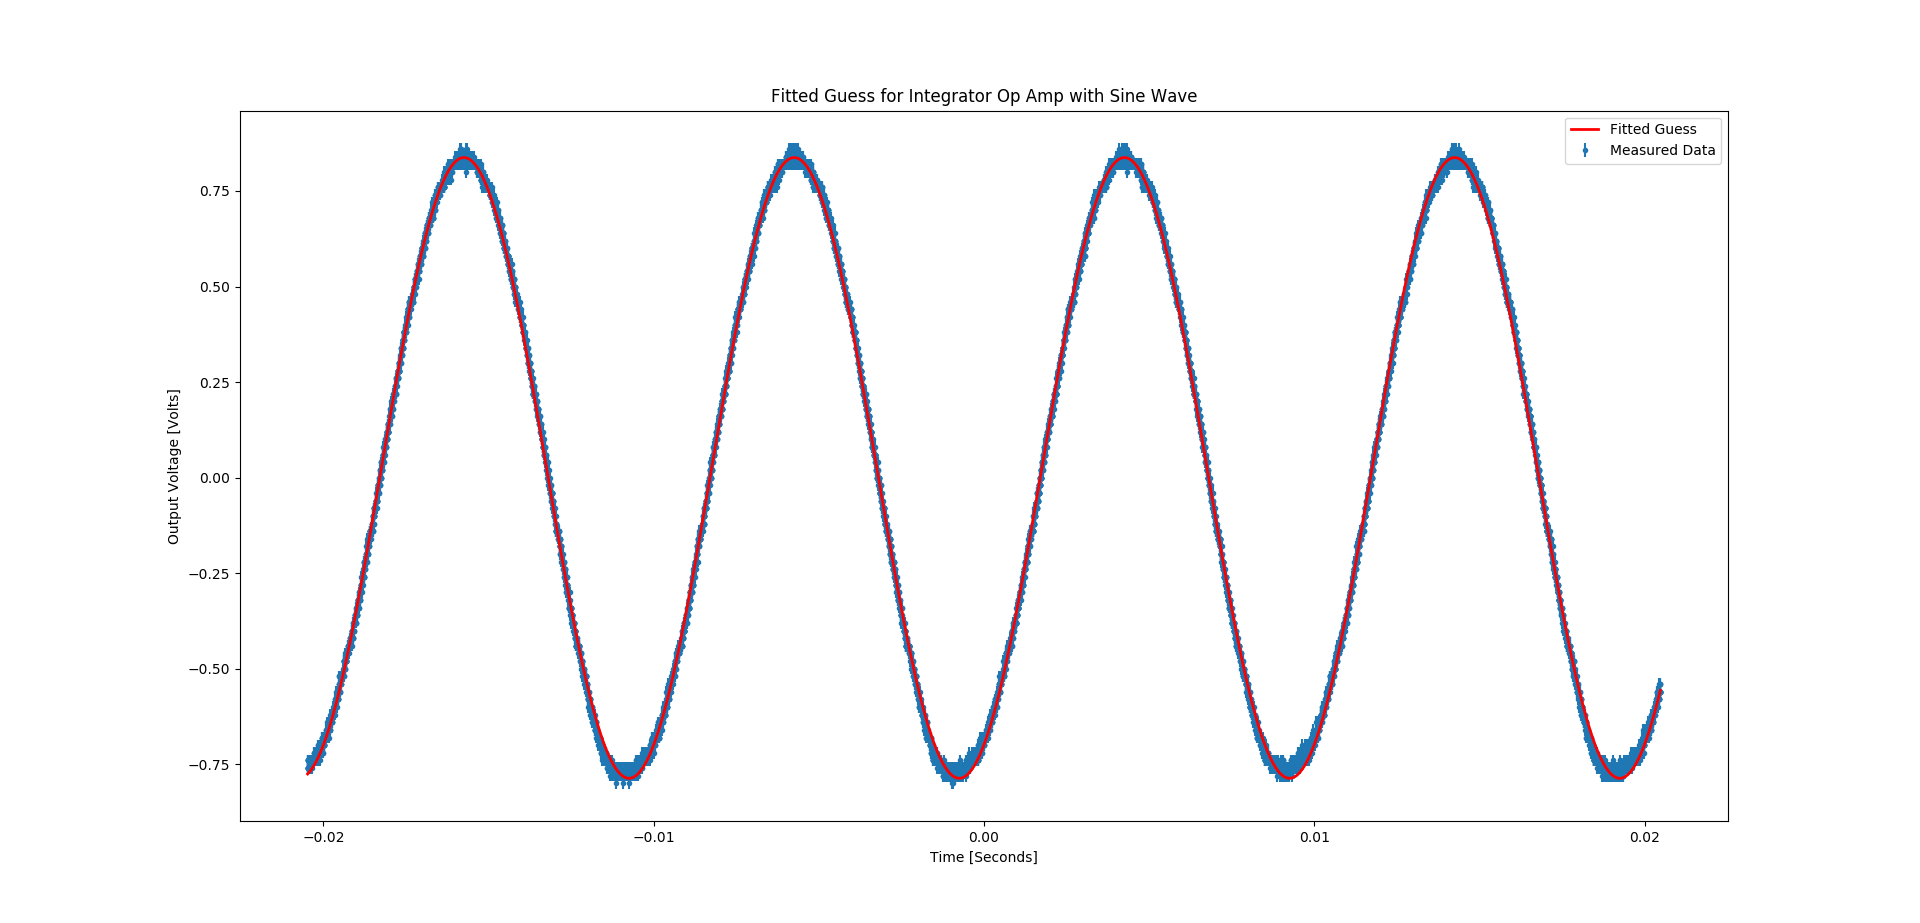 Fitted Guess for Integrator Op Amp with Sine Wave
Fitted Guess
Measured Data
0.75
0.50
0.25
0.00
−0.25
−0.50
−0.75
Output Voltage [Volts]
−0.02
−0.01
0.00
0.01
0.02
Time [Seconds]